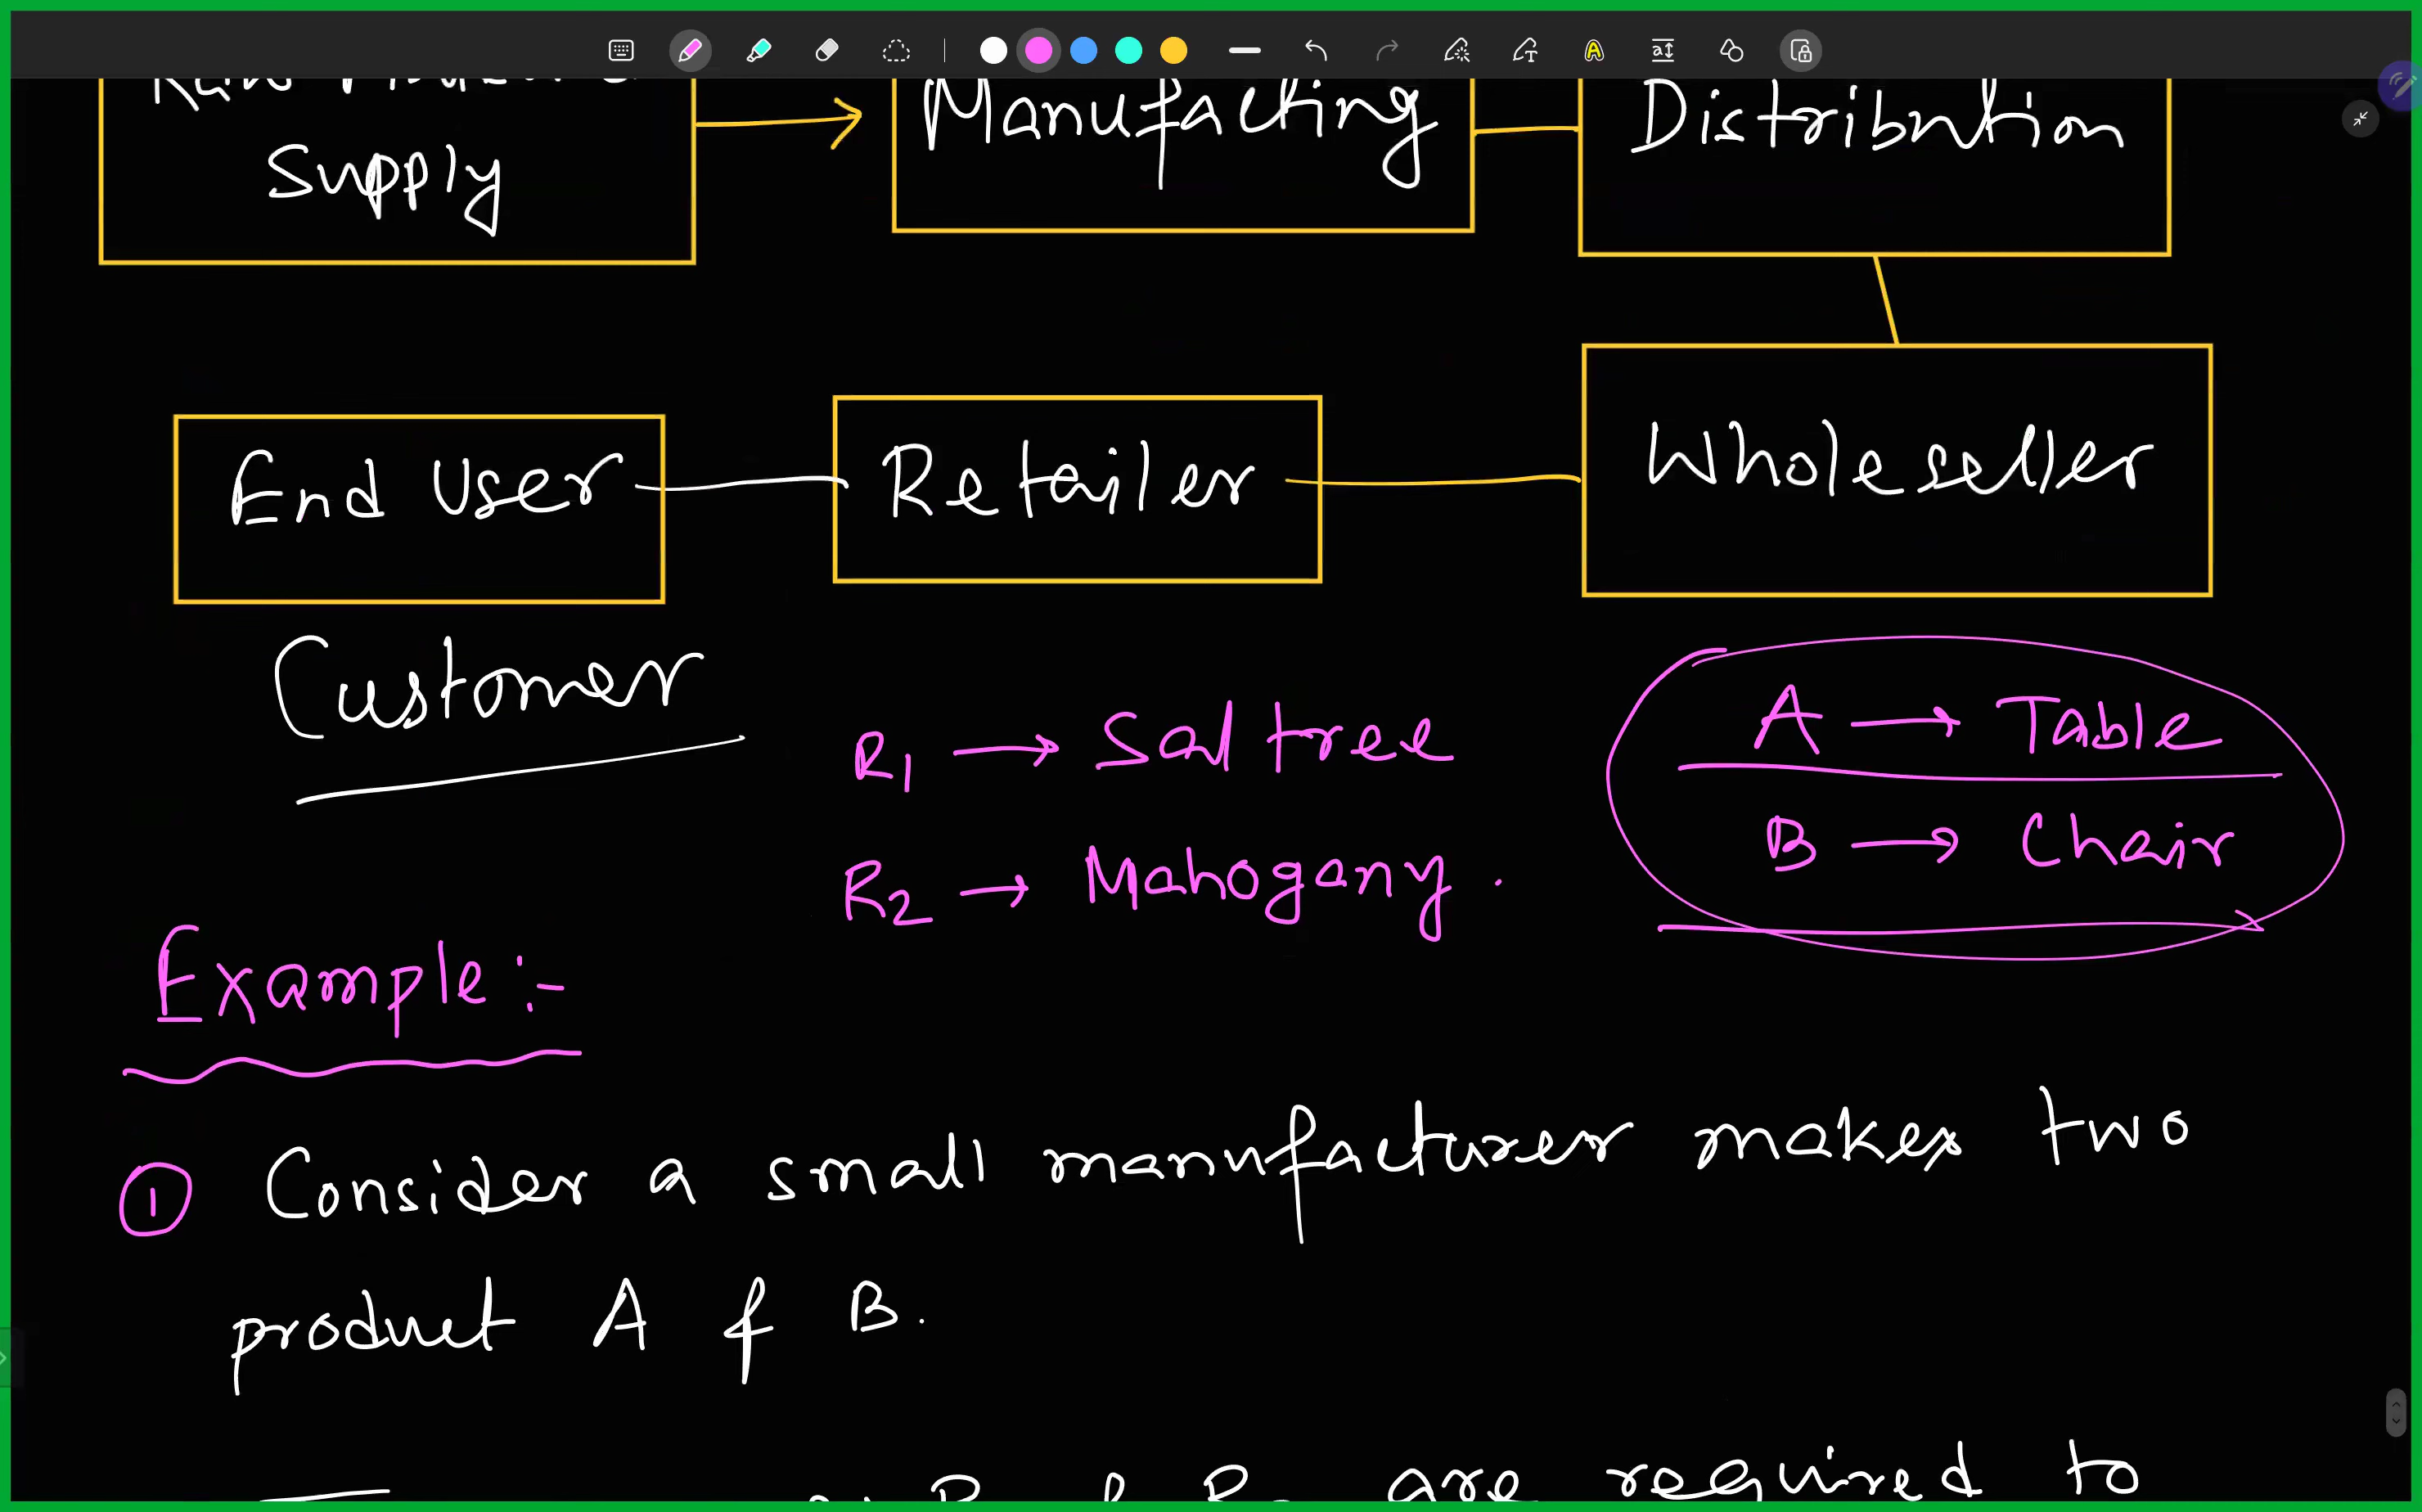 Supply
Manufacting
Distribution
End User
Retailer
Wholeseller
Customer
R1 → Sal tree
A → Table
R2 → Mahogany.
B → Chair
Example :-
① Consider a small manufacturer makes two
product A & B.
R & R are required to